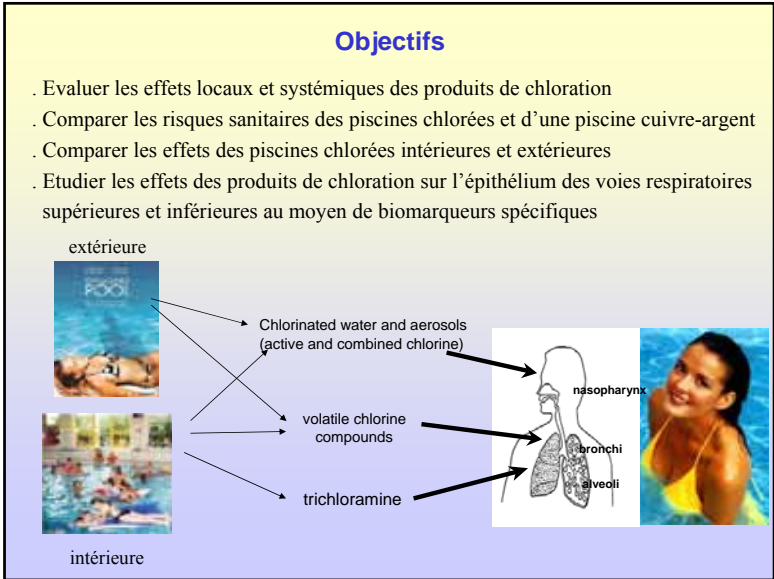 Objectifs
. Evaluer les effets locaux et systémiques des produits de chloration
. Comparer les risques sanitaires des piscines chlorées et d’une piscine cuivre-argent
. Comparer les effets des piscines chlorées intérieures et extérieures
. Etudier les effets des produits de chloration sur l’épithélium des voies respiratoires
supérieures et inférieures au moyen de biomarqueurs spécifiques
extérieure
POOL
Chlorinated water and aerosols
(active and combined chlorine)
nasopharynx
volatile chlorine
compounds
bronchi
alveoli
trichloramine
intérieure